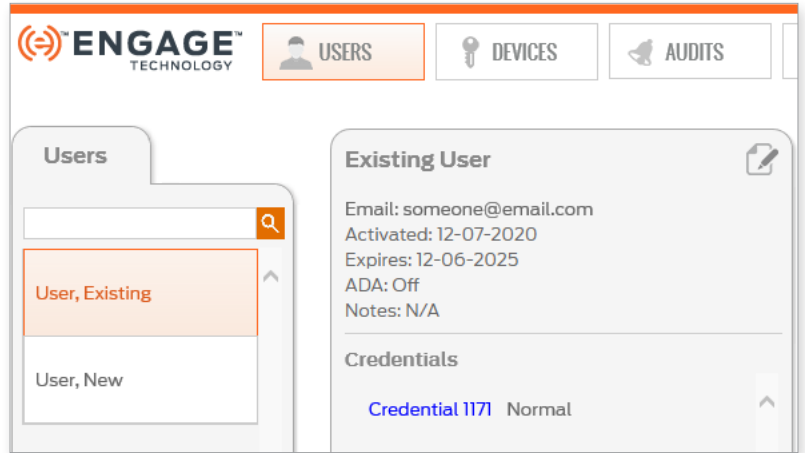 ENGAGE™
TECHNOLOGY
USERS
DEVICES
AUDITS
Users
User, Existing
User, New
Existing User
Email: someone@email.com
Activated: 12-07-2020
Expires: 12-06-2025
ADA: Off
Notes: N/A
Credentials
Credential 1171 Normal